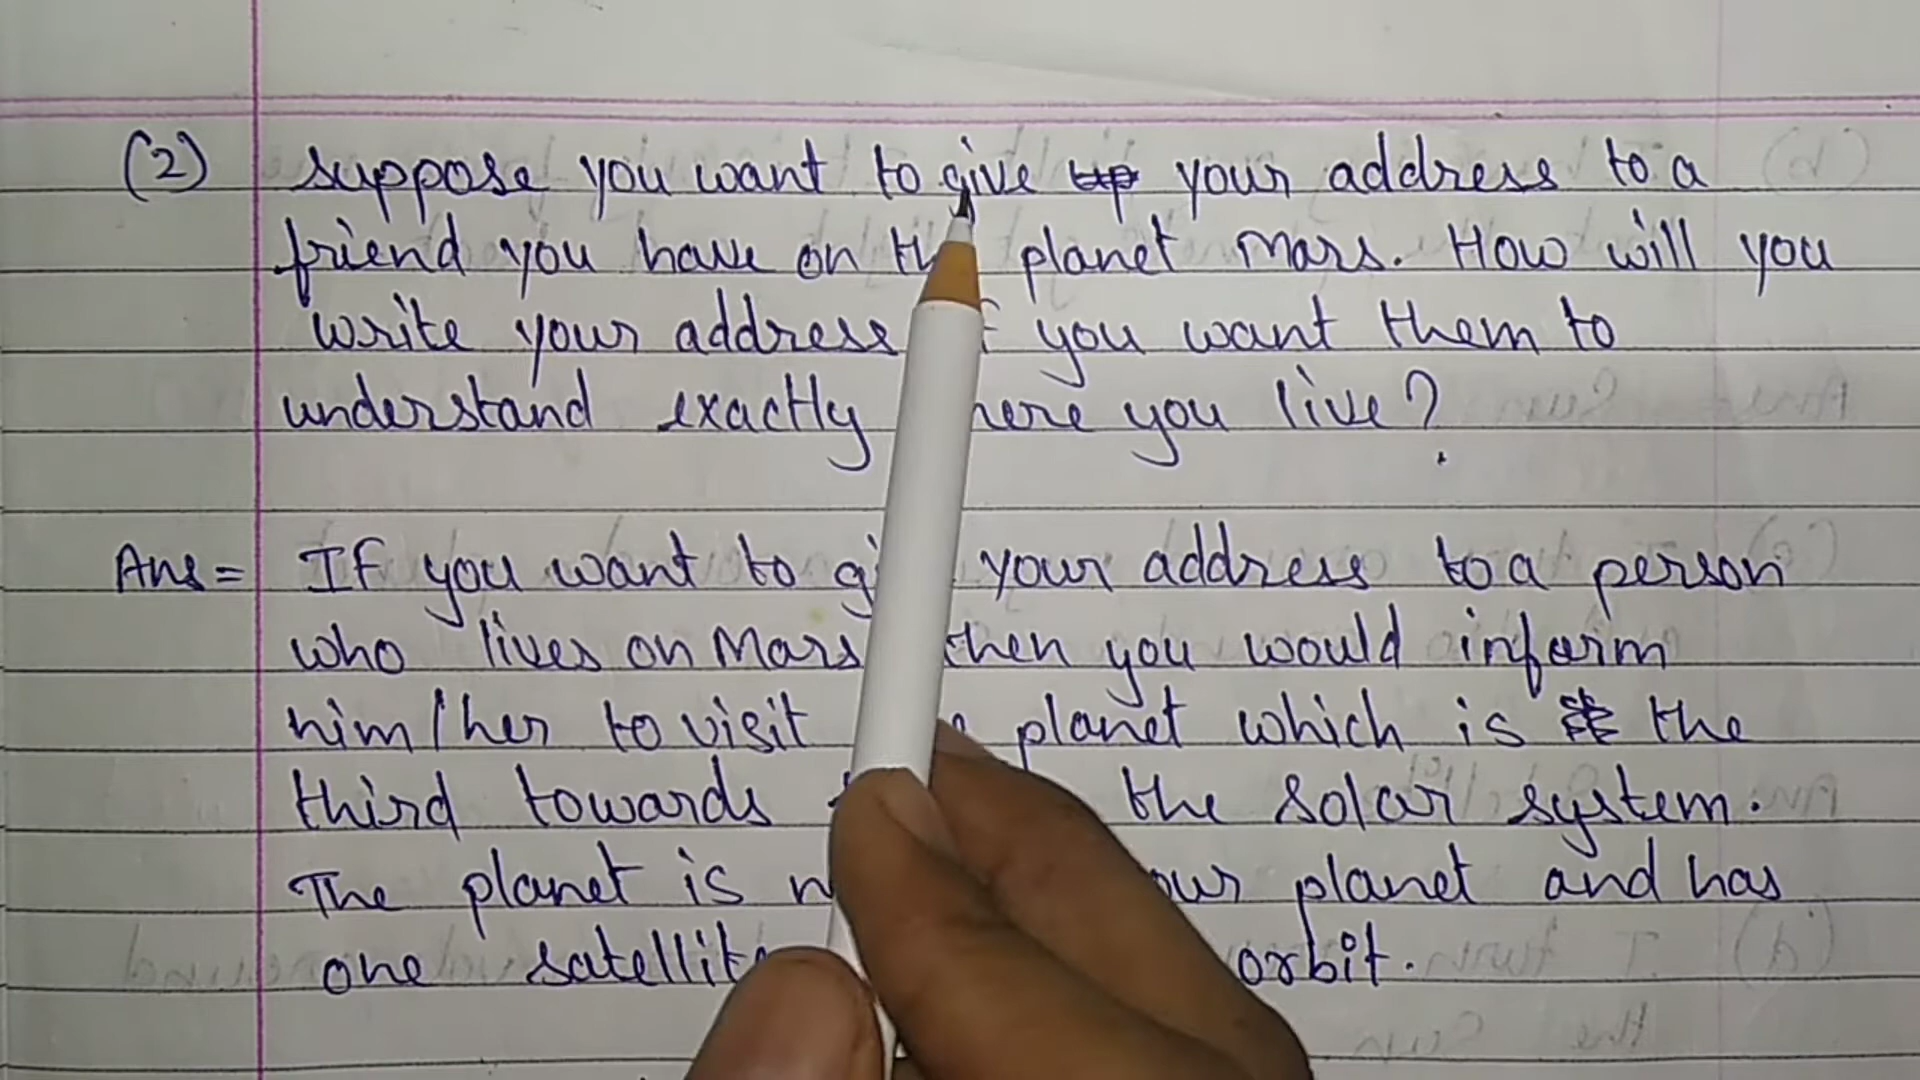 (2) suppose you want to give up your address to a
friend you have on planet Mars. How will you
write your address you want them to
understand exactly you live?
Ans = If you want to your address to a person
who lives on Mars then you would inform
him/her to visit planet which is the
third towards the solar system.
The planet is our planet and has
one satellite orbit.